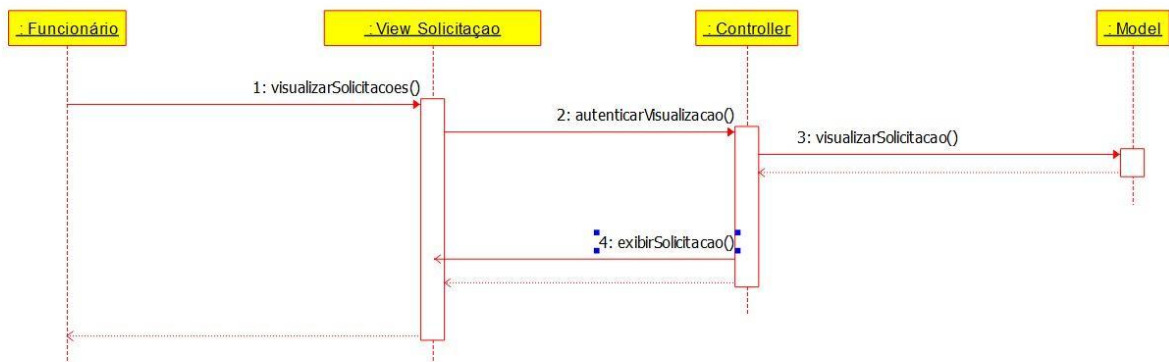 : Funcionário
: View Solicitaçao
: Controller
: Model
1: visualizarSolicitacoes()
2: autenticarVisualizacao()
3: visualizarSolicitacao()
4: exibirSolicitacao()